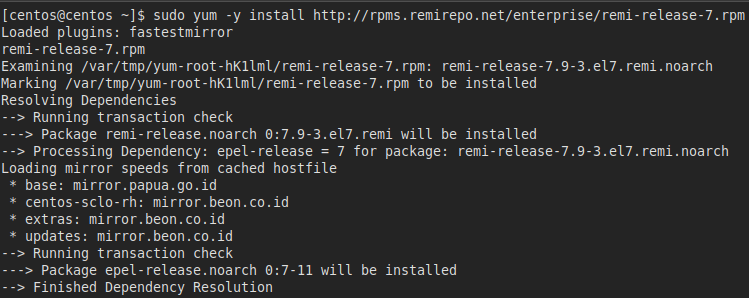 [centos@centos ~]$ sudo yum -y install http://rpms.remirepo.net/enterprise/remi-release-7.rpm
Loaded plugins: fastestmirror
remi-release-7.rpm
Examining /var/tmp/yum-root-hK1lml/remi-release-7.rpm: remi-release-7.9-3.el7.remi.noarch
Marking /var/tmp/yum-root-hK1lml/remi-release-7.rpm to be installed
Resolving Dependencies
--> Running transaction check
---> Package remi-release.noarch 0:7.9-3.el7.remi will be installed
--> Processing Dependency: epel-release = 7 for package: remi-release-7.9-3.el7.remi.noarch
Loading mirror speeds from cached hostfile
 * base: mirror.papua.go.id
 * centos-sclo-rh: mirror.beon.co.id
 * extras: mirror.beon.co.id
 * updates: mirror.beon.co.id
--> Running transaction check
---> Package epel-release.noarch 0:7-11 will be installed
--> Finished Dependency Resolution